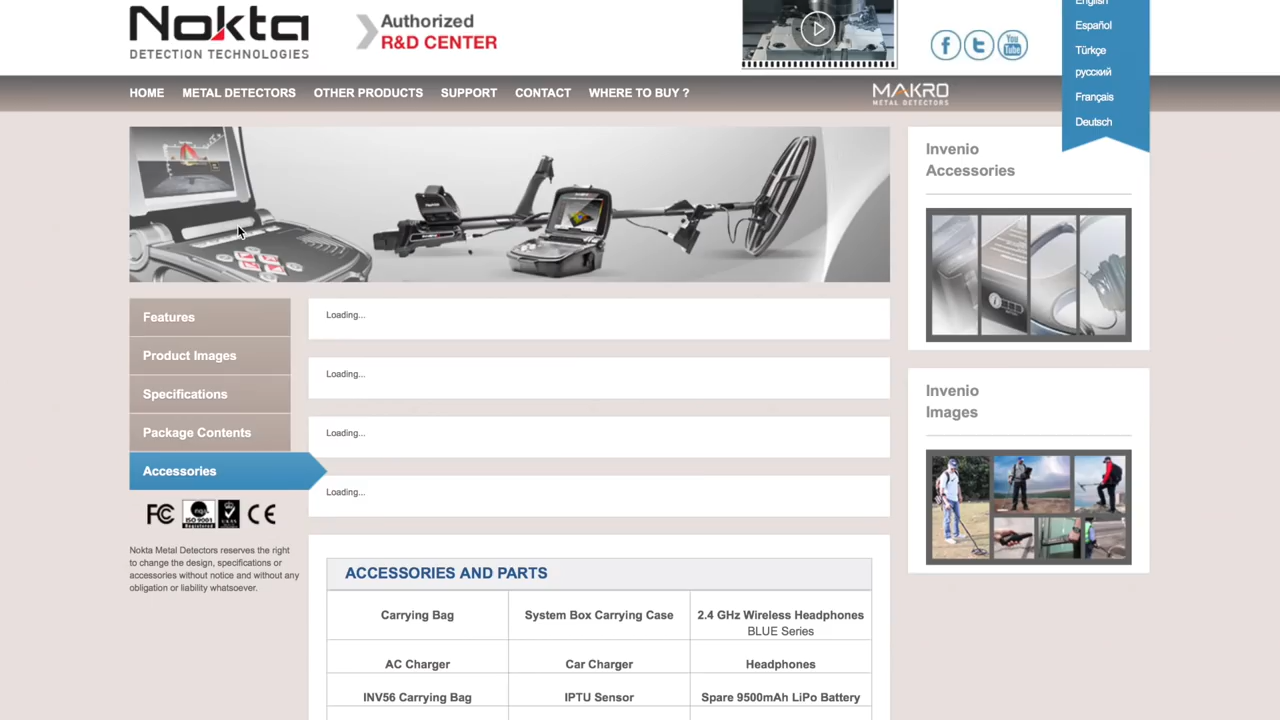 Nokta
DETECTION TECHNOLOGIES
Authorized
R&D CENTER
English
Español
Türkçe
русский
Français
Deutsch
HOME METAL DETECTORS OTHER PRODUCTS SUPPORT CONTACT WHERE TO BUY ?
MAKRO
METAL DETECTORS
Invenio
Accessories
Features
Product Images
Specifications
Package Contents
Accessories
Loading...
Loading...
Loading...
Loading...
Invenio
Images
FC ISO 9001 Registered UKAS CE
Nokta Metal Detectors reserves the right
to change the design, specifications or
accessories without notice and without any
obligation or liability whatsoever.
ACCESSORIES AND PARTS
Carrying Bag System Box Carrying Case 2.4 GHz Wireless Headphones
BLUE Series
AC Charger Car Charger Headphones
INV56 Carrying Bag IPTU Sensor Spare 9500mAh LiPo Battery